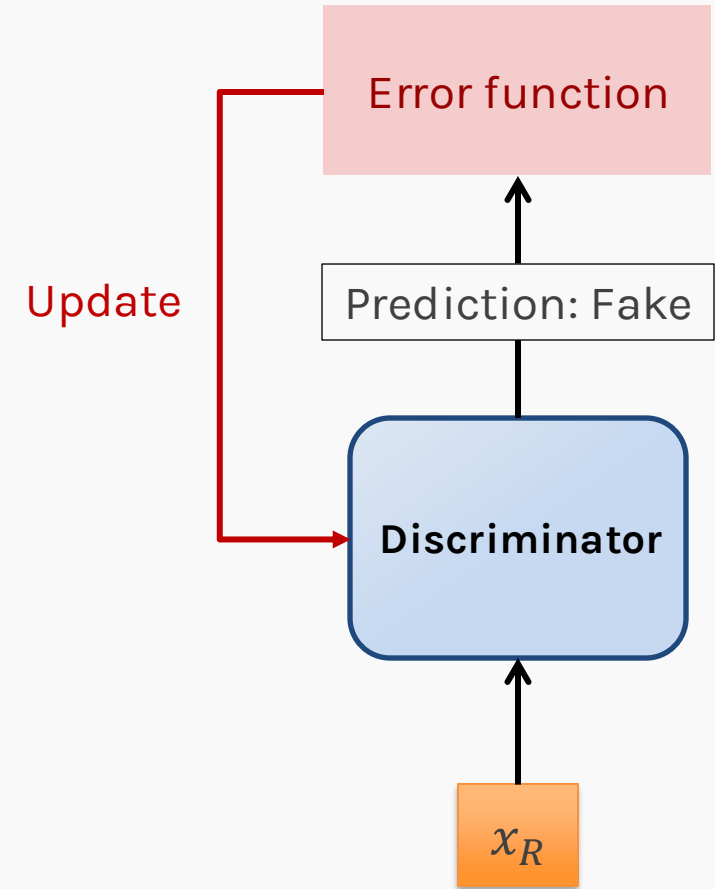 Error function
Update
Prediction: Fake
Discriminator
x_R